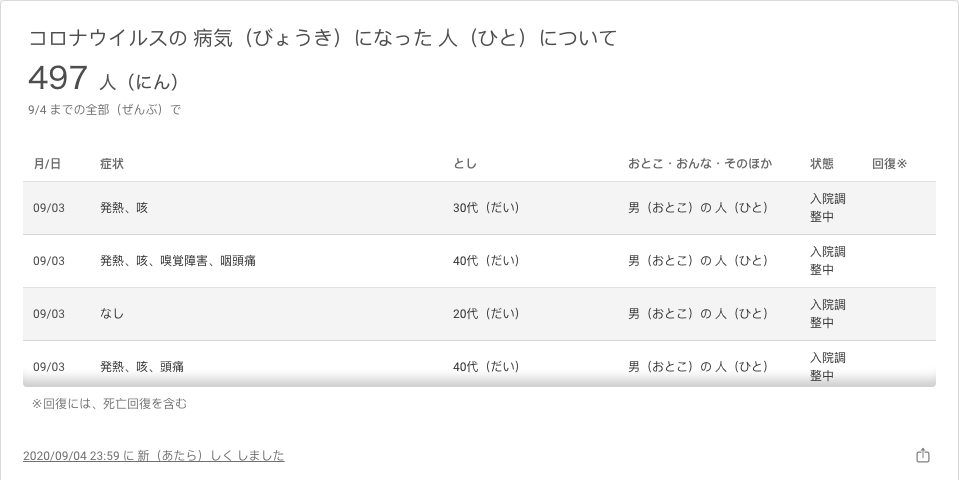 コロナウイルスの 病気（びょうき）になった 人（ひと）について
497 人（にん）
9/4 までの全部（ぜんぶ）で
月/日 症状 とし おとこ・おんな・そのほか 状態 回復※
09/03 発熱、咳 30代（だい） 男（おとこ）の 人（ひと） 入院調
整中
09/03 発熱、咳、嗅覚障害、咽頭痛 40代（だい） 男（おとこ）の 人（ひと） 入院調
整中
09/03 なし 20代（だい） 男（おとこ）の 人（ひと） 入院調
整中
09/03 発熱、咳、頭痛 40代（だい） 男（おとこ）の 人（ひと） 入院調
整中
※回復には、死亡回復を含む
2020/09/04 23:59 に 新（あたら）しく しました